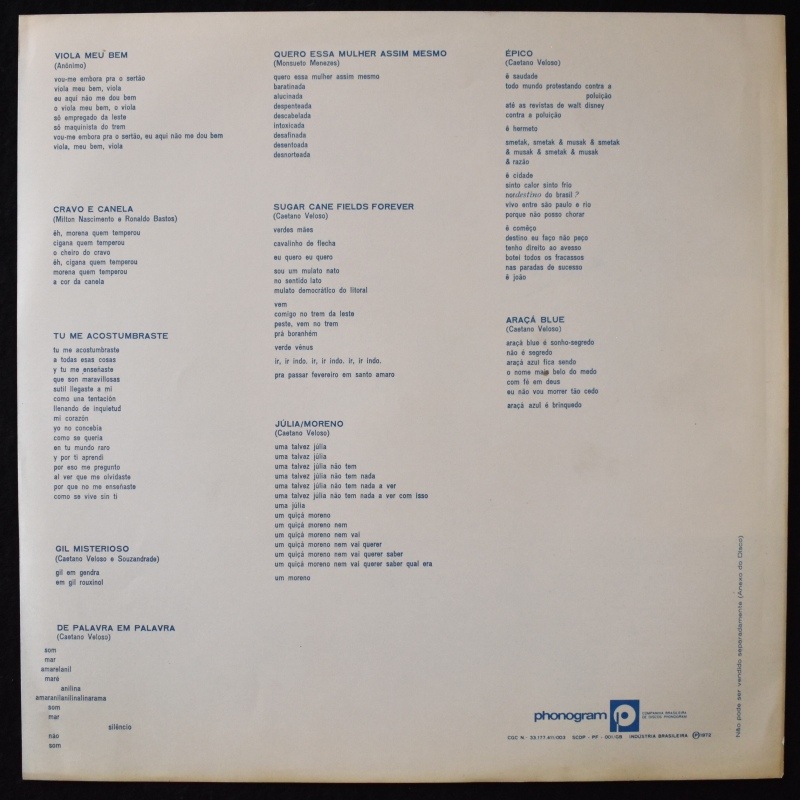 VIOLA MEU BEM
(Anônimo)
vou-me embora pra o sertão
viola meu bem, viola
eu aqui não me dou bem
o viola meu bem, o viola
sô empregado da leste
sô maquinista do trem
vou-me embora pra o sertão, eu aqui não me dou bem
viola, meu bem, viola
CRAVO E CANELA
(Milton Nascimento e Ronaldo Bastos)
êh, morena quem temperou
cigana quem temperou
o cheiro do cravo
êh, cigana quem temperou
morena quem temperou
a cor da canela
TU ME ACOSTUMBRASTE
tu me acostumbraste
a todas esas cosas
y tu me enseñaste
que son maravillosas
sutil llegaste a mí
como una tentación
llenando de inquietud
mi corazón
yo no concebía
como se quería
en tu mundo raro
y por ti aprendí
por eso me pregunto
al ver que me olvidaste
por que no me enseñaste
como se vive sin ti
GIL MISTERIOSO
(Caetano Veloso e Souzandrade)
gil em gendra
em gil rouxinol
DE PALAVRA EM PALAVRA
(Caetano Veloso)
som
mar
amarelanil
maré
anilina
amaranilanilinalinarama
som
mar
silêncio
não
som
QUERO ESSA MULHER ASSIM MESMO
(Monsueto Menezes)
quero essa mulher assim mesmo
baratinada
alucinada
despenteada
descabelada
intoxicada
desafinada
desentoada
desnorteada
SUGAR CANE FIELDS FOREVER
(Caetano Veloso)
verdes mães
cavalinho de flecha
eu quero eu quero
sou um mulato nato
no sentido lato
mulato democrático do litoral
vem
comigo no trem da leste
peste, vem no trem
prá boranhém
verde vênus
ir, ir indo. ir, ir indo. ir, ir indo.
pra passar fevereiro em santo amaro
JÚLIA/MORENO
(Caetano Veloso)
uma talvez júlia
uma talvaz júlia
uma talvez júlia não tem
uma talvez júlia não tem nada
uma talvez júlia não tem nada a ver
uma talvez júlia não tem nada a ver com isso
uma júlia
um quiçá moreno
um quiçá moreno nem
um quiçá moreno nem vai
um quiçá moreno nem vai querer
um quiçá moreno nem vai querer saber
um quiçá moreno nem vai querer saber qual era
um moreno
ÉPICO
(Caetano Veloso)
ê saudade
todo mundo protestando contra a
poluição
até as revistas de walt disney
contra a poluição
ê hermeto
smetak, smetak & musak & smetak
& musak & smetak & musak
& razão
ê cidade
sinto calor sinto frio
nordestino do brasil?
vivo entre são paulo e rio
porque não posso chorar
ê comêço
destino eu faço não peço
tenho direito ao avesso
botei todos os fracassos
nas paradas de sucesso
ê joão
ARAÇÁ BLUE
(Caetano Veloso)
araçá blue é sonho-segredo
não é segredo
araçá azul fica sendo
o nome mais belo do medo
com fé em deus
eu não vou morrer tão cedo
araçá azul é brinquedo
Não pode ser vendido separadamente (Anexo do Disco)
phonogram
COMPANHIA BRASILEIRA
DE DISCOS PHONOGRAM
CGC N.º 33.177.411-003 SCDP - PF - 001/GB INDÚSTRIA BRASILEIRA ℗1972